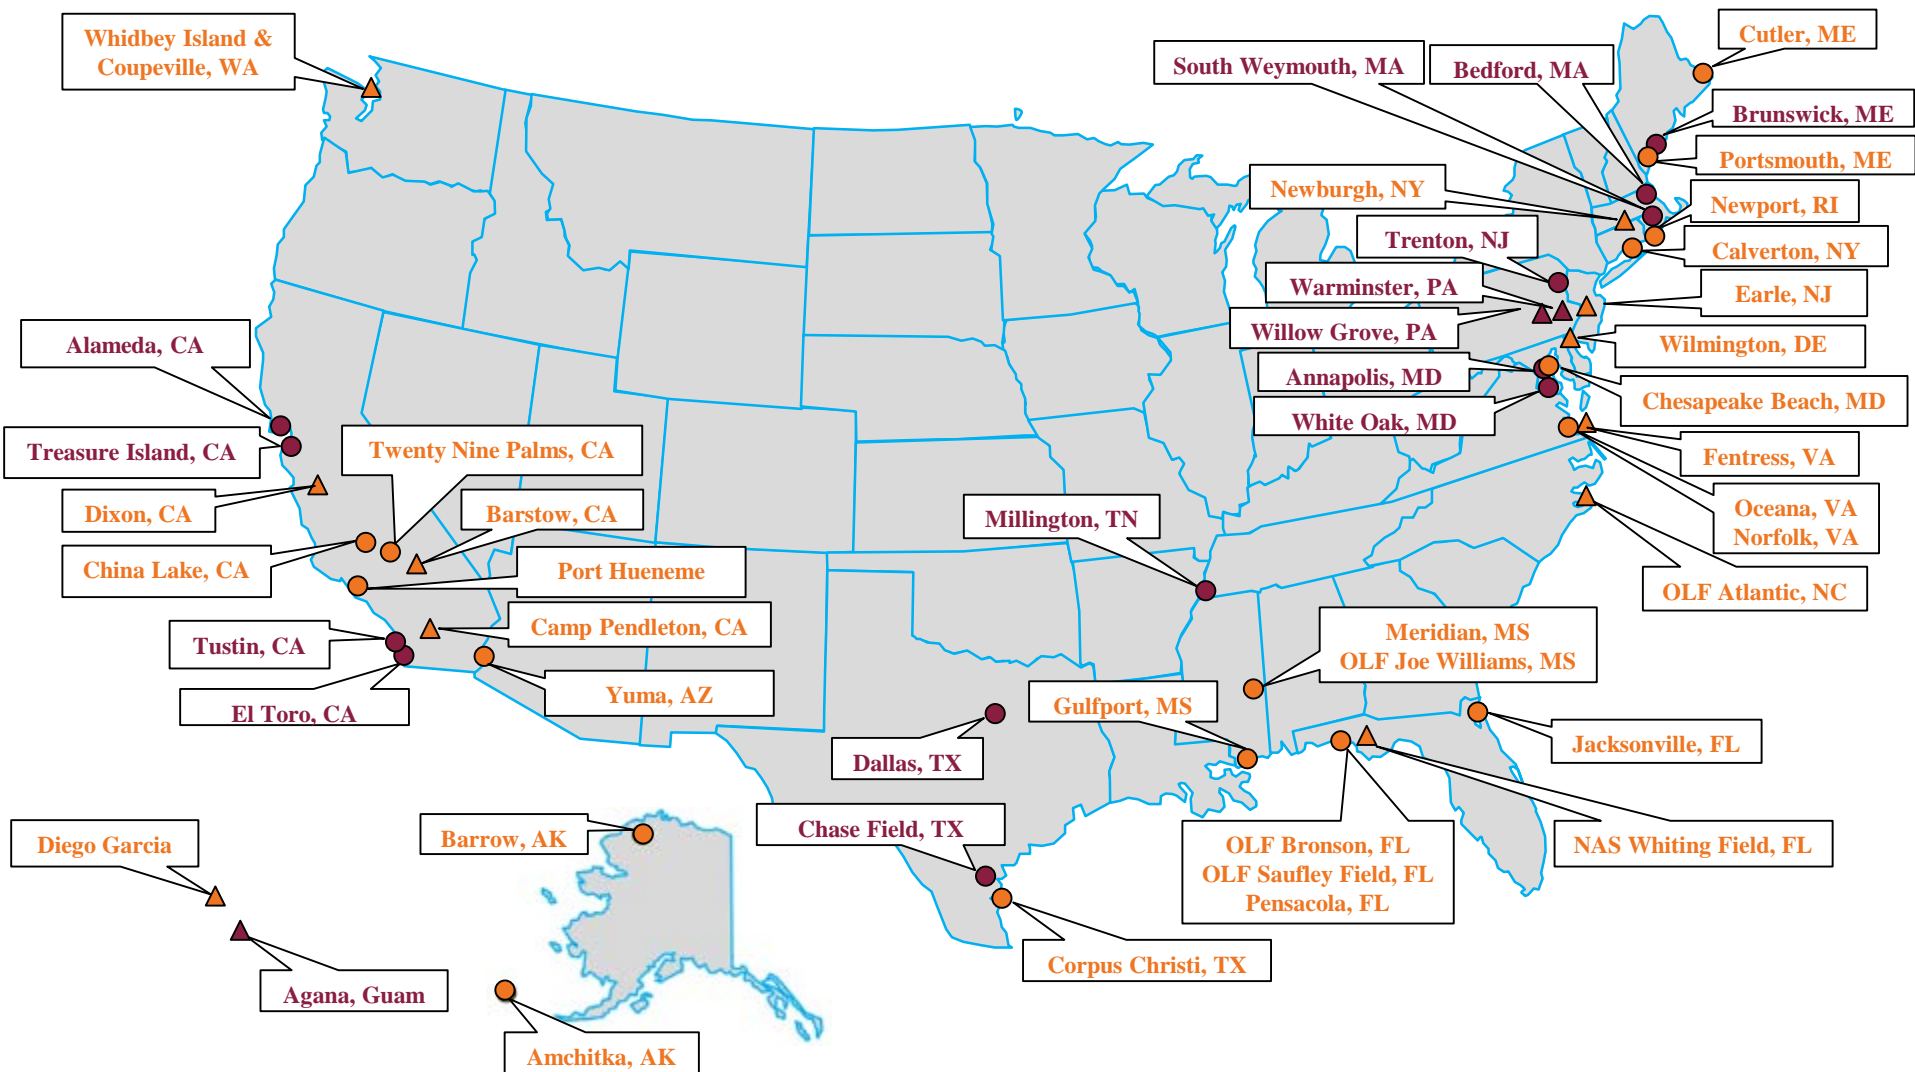 Whidbey Island &
Coupeville, WA
Cutler, ME
South Weymouth, MA
Bedford, MA
Brunswick, ME
Portsmouth, ME
Newburgh, NY
Newport, RI
Trenton, NJ
Calverton, NY
Warminster, PA
Earle, NJ
Willow Grove, PA
Wilmington, DE
Alameda, CA
Annapolis, MD
Chesapeake Beach, MD
White Oak, MD
Treasure Island, CA
Twenty Nine Palms, CA
Fentress, VA
Dixon, CA
Barstow, CA
Millington, TN
Oceana, VA
Norfolk, VA
China Lake, CA
Port Hueneme
OLF Atlantic, NC
Camp Pendleton, CA
Tustin, CA
Meridian, MS
OLF Joe Williams, MS
Yuma, AZ
El Toro, CA
Gulfport, MS
Jacksonville, FL
Dallas, TX
Chase Field, TX
Barrow, AK
Diego Garcia
OLF Bronson, FL
OLF Saufley Field, FL
Pensacola, FL
NAS Whiting Field, FL
Corpus Christi, TX
Agana, Guam
Amchitka, AK